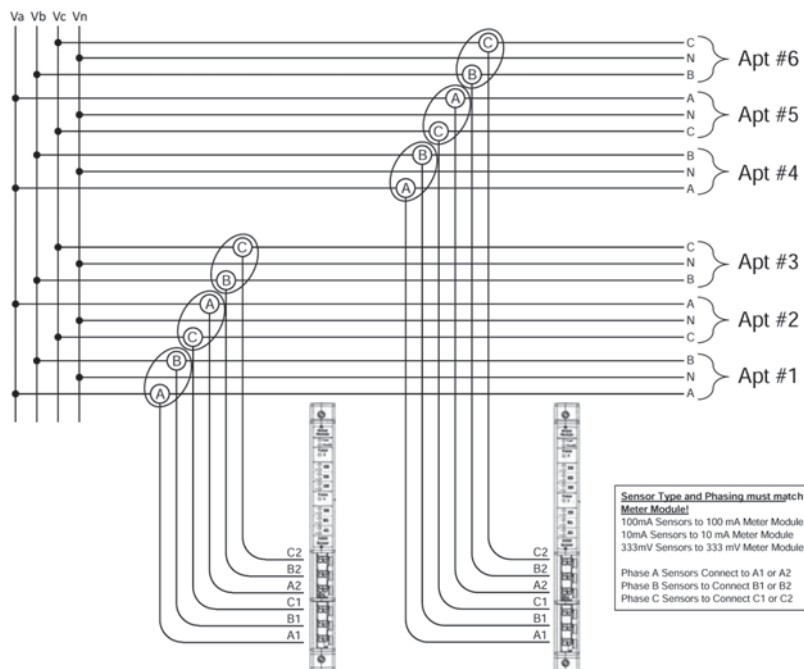 Va Vb Vc Vn
C
N
B
Apt #6
A
N
C
Apt #5
B
N
A
Apt #4
C
N
B
Apt #3
A
N
C
Apt #2
B
N
A
Apt #1
C
B
A
C
B
A
C
B
A
C
B
A
C2
B2
A2
C1
B1
A1
C2
B2
A2
C1
B1
A1
Sensor Type and Phasing must match
Meter Module!
100mA Sensors to 100 mA Meter Module
10mA Sensors to 10 mA Meter Module
333mV Sensors to 333 mV Meter Module
Phase A Sensors Connect to A1 or A2
Phase B Sensors to Connect B1 or B2
Phase C Sensors to Connect C1 or C2